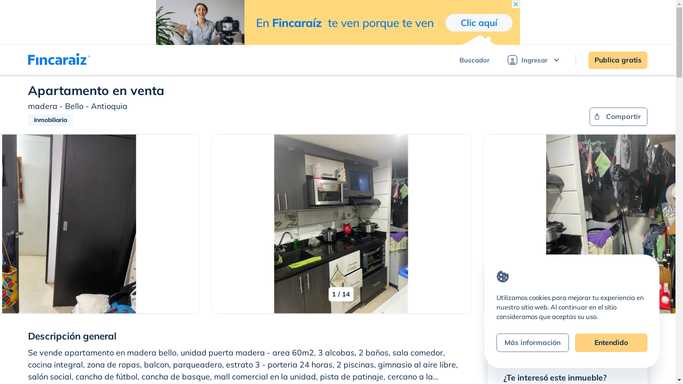 En Fincaraíz te ven porque te ven
Clic aquí
Fincaraiz
Buscador
Ingresar
Publica gratis
Apartamento en venta
madera - Bello - Antioquia
Inmobiliaria
Compartir
1 / 14
Utilizamos cookies para mejorar tu experiencia en
nuestro sitio web. Al continuar en el sitio
consideramos que aceptas su uso.
Más información
Entendido
Descripción general
Se vende apartamento en madera bello, unidad puerta madera - area 60m2, 3 alcobas, 2 baños, sala comedor,
cocina integral, zona de ropas, balcon, parqueadero, estrato 3 - porteria 24 horas, 2 piscinas, gimnasio al aire libre,
salón social, cancha de fútbol, cancha de basque, mall comercial en la unidad, pista de patinaje, cercano a la...
¿Te interesó este inmueble?